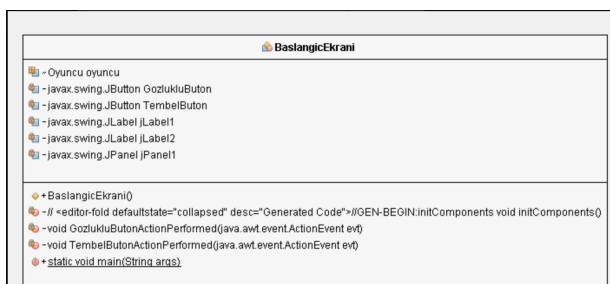 BaslangicEkrani
~Oyuncu oyuncu
-javax.swing.JButton GozlukluButon
-javax.swing.JButton TembelButon
-javax.swing.JLabel jLabel1
-javax.swing.JLabel jLabel2
-javax.swing.JPanel jPanel1
+BaslangicEkrani()
-// <editor-fold defaultstate="collapsed" desc="Generated Code">//GEN-BEGIN:initComponents void initComponents()
-void GozlukluButonActionPerformed(java.awt.event.ActionEvent evt)
-void TembelButonActionPerformed(java.awt.event.ActionEvent evt)
+static void main(String args)